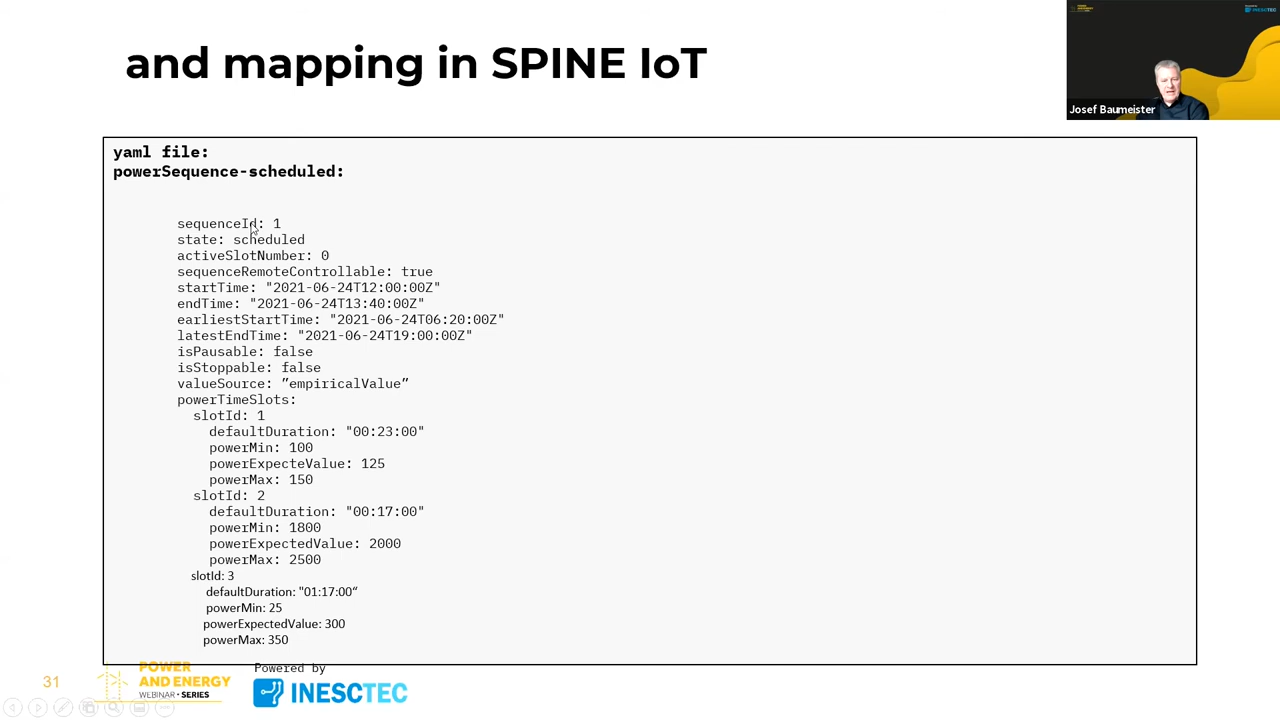 and mapping in SPINE IoT
Josef Baumeister
yaml file:
powerSequence-scheduled:
sequenceId: 1
state: scheduled
activeSlotNumber: 0
sequenceRemoteControllable: true
startTime: "2021-06-24T12:00:00Z"
endTime: "2021-06-24T13:40:00Z"
earliestStartTime: "2021-06-24T06:20:00Z"
latestEndTime: "2021-06-24T19:00:00Z"
isPausable: false
isStoppable: false
valueSource: ”empiricalValue”
powerTimeSlots:
slotId: 1
defaultDuration: "00:23:00"
powerMin: 100
powerExpecteValue: 125
powerMax: 150
slotId: 2
defaultDuration: "00:17:00"
powerMin: 1800
powerExpectedValue: 2000
powerMax: 2500
slotId: 3
defaultDuration: "01:17:00“
powerMin: 25
powerExpectedValue: 300
powerMax: 350
31
POWER
AND ENERGY
WEBINAR • SERIES
Powered by
INESCTEC